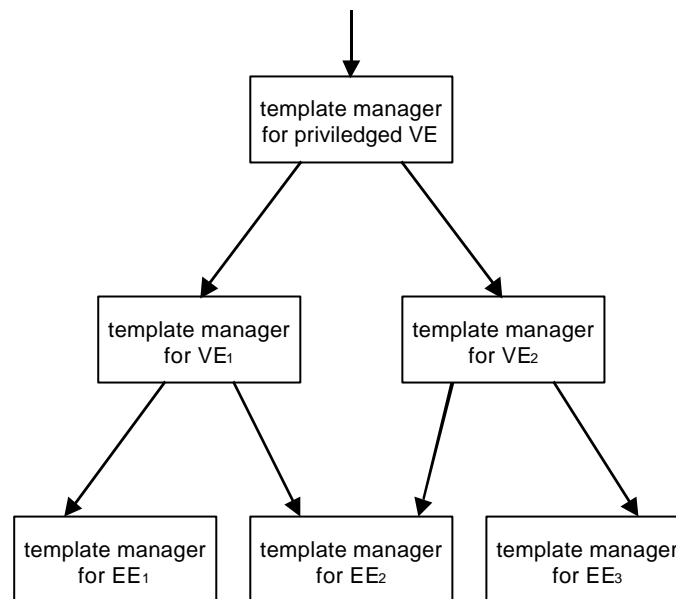 template manager
for priviledged VE
template manager
for VE₁
template manager
for VE₂
template manager
for EE₁
template manager
for EE₂
template manager
for EE₃